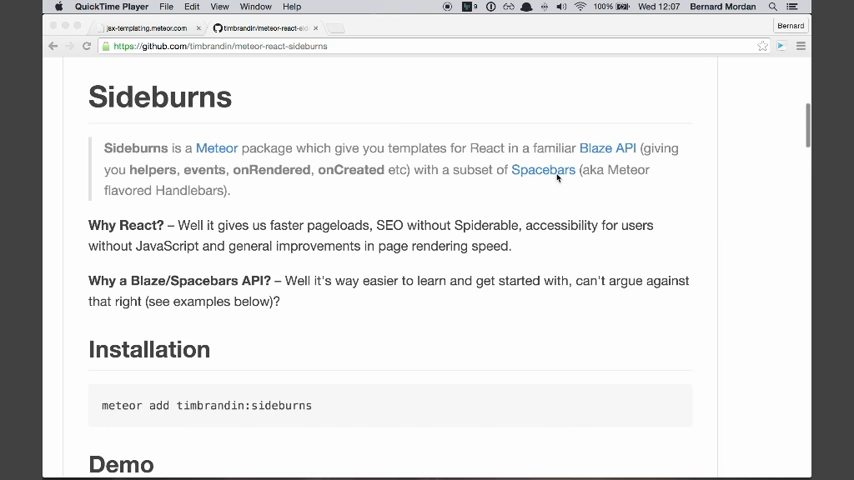 QuickTime Player File Edit View Window Help 9 100% Wed 12:07 Bernard Mordan
jsx-templating.meteor.com timbrandin/meteor-react-sid Bernard
https://github.com/timbrandin/meteor-react-sideburns
Sideburns
Sideburns is a Meteor package which give you templates for React in a familiar Blaze API (giving
you helpers, events, onRendered, onCreated etc) with a subset of Spacebars (aka Meteor
flavored Handlebars).
Why React? – Well it gives us faster pageloads, SEO without Spiderable, accessibility for users
without JavaScript and general improvements in page rendering speed.
Why a Blaze/Spacebars API? – Well it's way easier to learn and get started with, can't argue against
that right (see examples below)?
Installation
meteor add timbrandin:sideburns
Demo